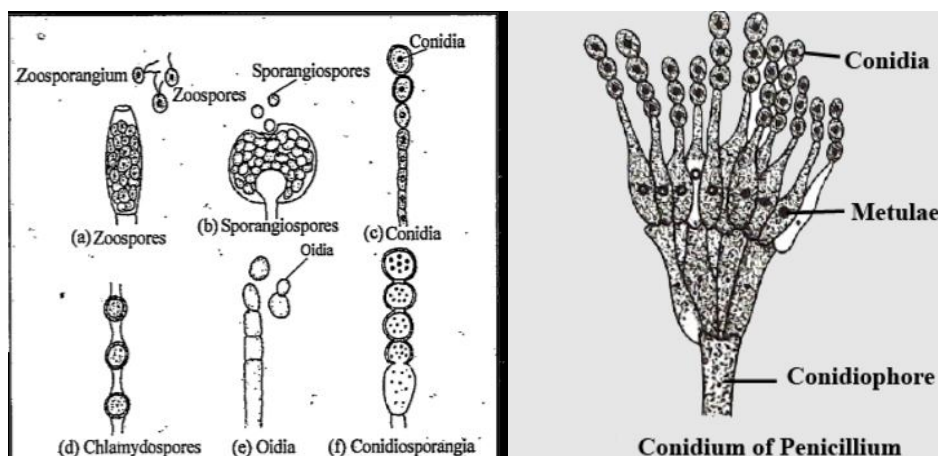 Zoosporangium
Zoospores
Sporangiospores
Conidia
(a) Zoospores
(b) Sporangiospores
(c) Conidia
Oidia
(d) Chlamydospores
(e) Oidia
(f) Conidiosporangia
Conidia
Metulae
Conidiophore
Conidium of Penicillium